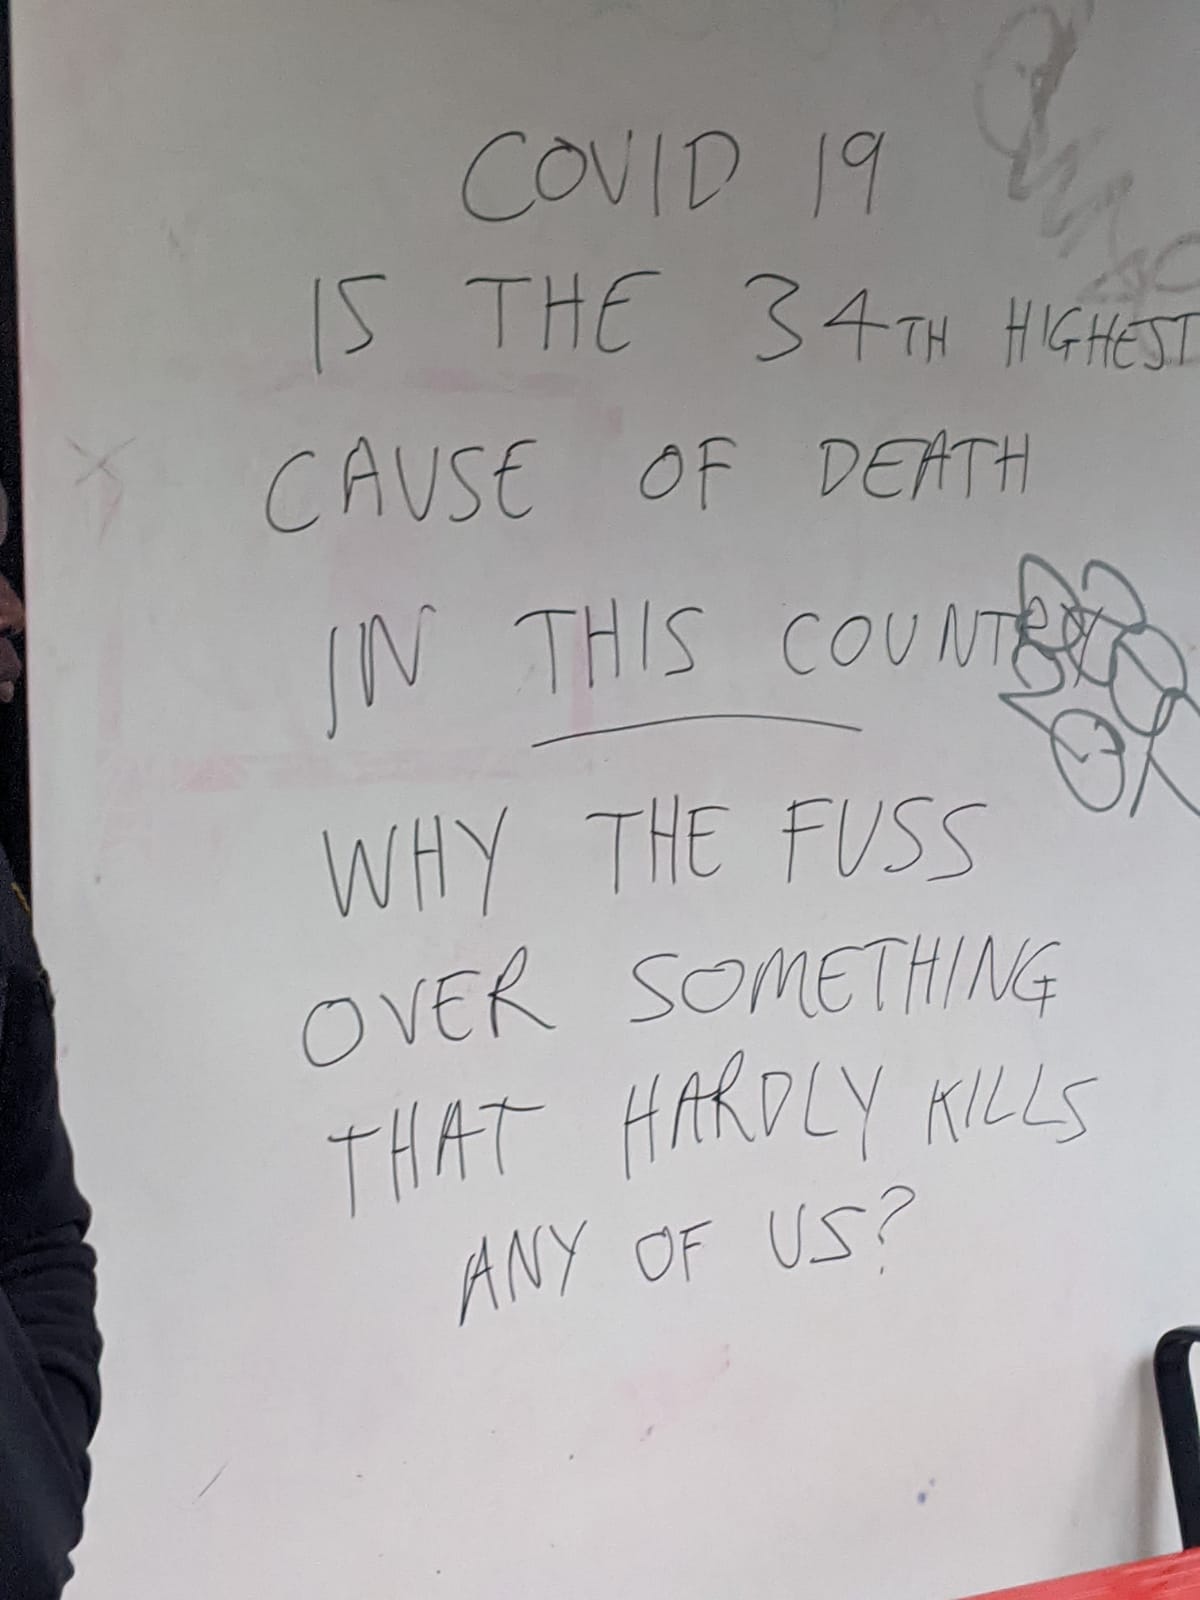 COVID 19
IS THE 34TH HIGHEST
CAUSE OF DEATH
IN THIS COUNTRY
WHY THE FUSS
OVER SOMETHING
THAT HARDLY KILLS
ANY OF US?